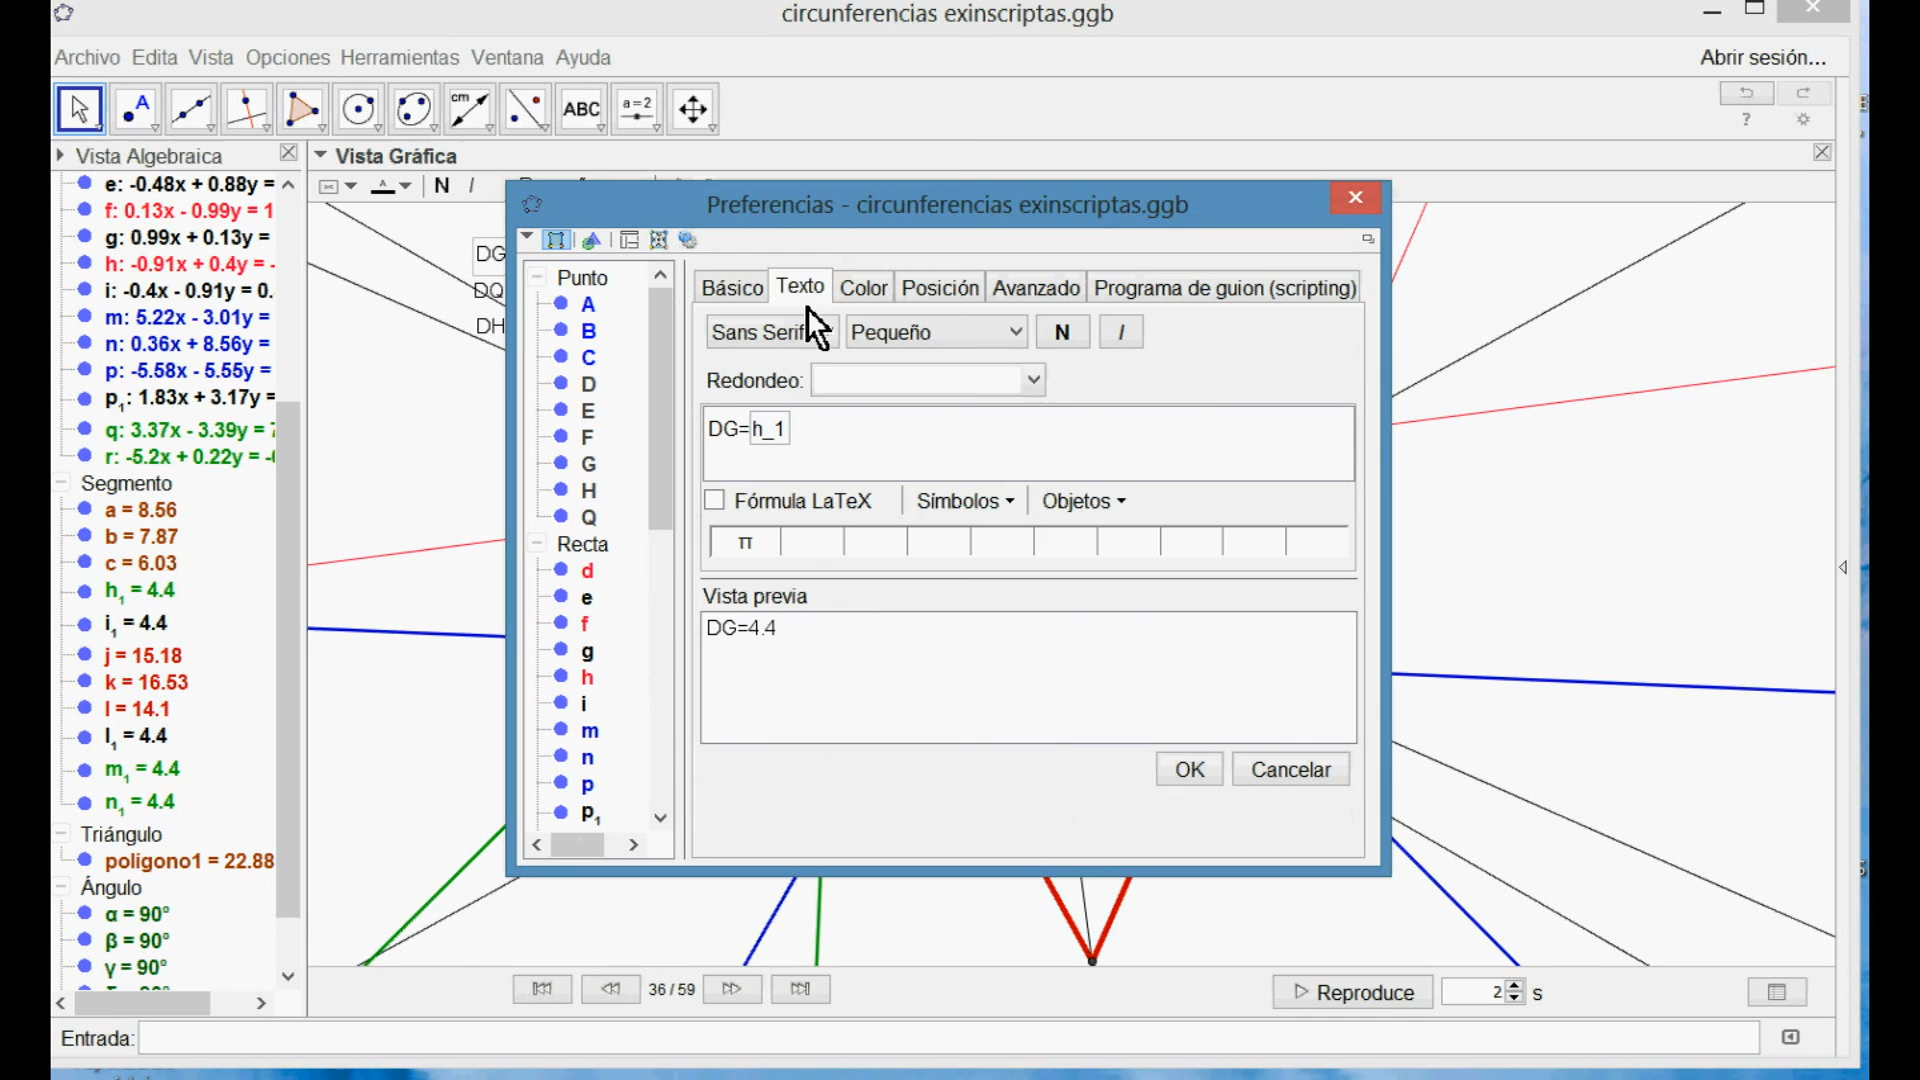 circunferencias exinscriptas.ggb
Archivo Edita Vista Opciones Herramientas Ventana Ayuda
Abrir sesión...
A
cm
ABC
a=2
?
Vista Algebraica
Vista Gráfica
A
N
I
e: -0.48x + 0.88y =
f: 0.13x - 0.99y = 1
g: 0.99x + 0.13y =
h: -0.91x + 0.4y = -
i: -0.4x - 0.91y = 0.
m: 5.22x - 3.01y =
n: 0.36x + 8.56y =
p: -5.58x - 5.55y =
p₁: 1.83x + 3.17y =
q: 3.37x - 3.39y = 7
r: -5.2x + 0.22y = -
Segmento
a = 8.56
b = 7.87
c = 6.03
h₁ = 4.4
i₁ = 4.4
j = 15.18
k = 16.53
l = 14.1
l₁ = 4.4
m₁ = 4.4
n₁ = 4.4
Triángulo
polígono1 = 22.88
Ángulo
α = 90°
β = 90°
γ = 90°
DG
DQ
DH
Preferencias - circunferencias exinscriptas.ggb
Punto
A
B
C
D
E
F
G
H
Q
Recta
d
e
f
g
h
i
m
n
p
p₁
Básico Texto Color Posición Avanzado Programa de guion (scripting)
Sans Serif Pequeño N I
Redondeo:
DG=h_1
Fórmula LaTeX Símbolos Objetos
π
Vista previa
DG=4.4
OK Cancelar
36 / 59
Reproduce 2 s
Entrada: